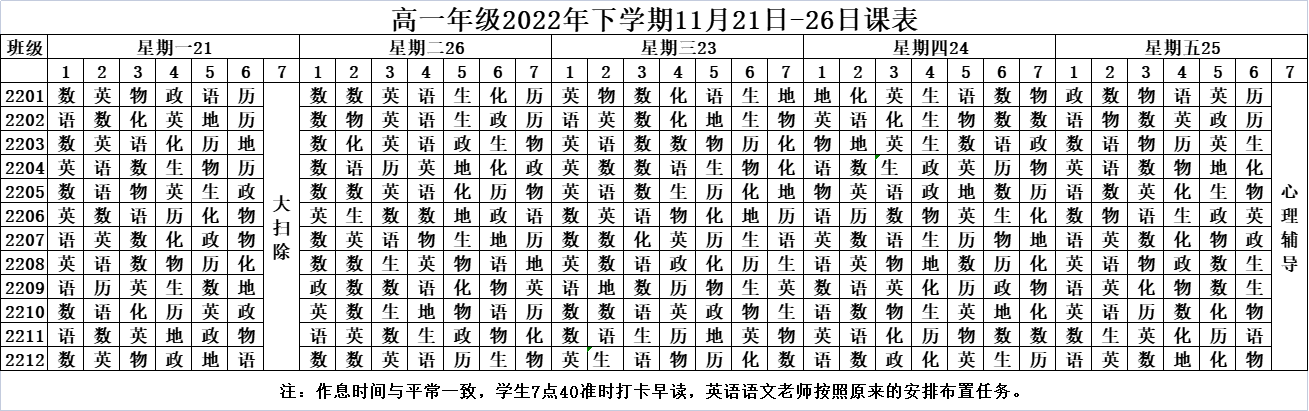 高一年级2022年下学期11月21日-26日课表
班级 星期一21 星期二26 星期三23 星期四24 星期五25
1 2 3 4 5 6 7 1 2 3 4 5 6 7 1 2 3 4 5 6 7 1 2 3 4 5 6 7 1 2 3 4 5 6 7
2201 数 英 物 政 语 历 数 数 英 语 生 化 历 英 物 数 化 语 生 地 地 化 英 生 语 数 物 政 数 物 语 英 历
2202 语 数 化 英 地 历 数 物 英 语 生 政 历 语 英 数 化 地 生 物 英 语 化 生 物 数 数 语 物 数 英 政 历
2203 数 英 语 化 历 地 数 化 英 语 政 生 物 英 语 数 数 物 历 化 物 地 英 生 数 语 政 数 语 物 历 英 生
2204 英 语 数 生 物 历 数 语 历 英 地 化 政 英 数 数 语 生 物 化 语 数 生 政 英 历 物 英 语 数 物 地 化
2205 数 语 物 英 生 政 数 数 英 语 化 历 物 英 语 数 生 历 化 地 物 英 语 政 地 数 历 语 数 英 化 生 物
2206 英 数 语 历 化 物 英 生 数 数 地 政 语 数 英 语 物 化 地 历 语 历 数 物 英 生 化 数 物 语 生 政 英
2207 语 英 数 化 政 物 数 英 语 物 生 地 历 数 数 化 英 历 生 语 英 数 语 生 历 物 地 语 英 数 化 物 政
2208 英 语 数 物 历 化 数 数 生 英 物 语 地 英 数 语 政 化 历 生 语 英 物 地 数 历 化 英 语 物 政 数 生
2209 语 历 英 生 数 地 政 数 数 语 化 物 英 语 地 数 历 物 生 英 数 语 英 化 历 政 物 语 英 化 物 数 生
2210 数 语 化 历 英 政 英 数 生 地 物 语 历 数 数 语 英 政 物 生 语 数 物 生 英 地 化 英 语 历 数 化 物
2211 语 数 英 地 政 物 语 英 数 生 政 物 化 数 语 生 历 地 英 物 英 语 化 历 物 数 数 数 生 英 化 历 语
2212 数 英 物 政 地 语 数 数 英 语 历 生 物 英 生 语 物 历 化 数 语 数 政 化 英 生 历 语 英 数 地 化 物
大扫除
心理辅导
注：作息时间与平常一致，学生7点40准时打卡早读，英语语文老师按照原来的安排布置任务。